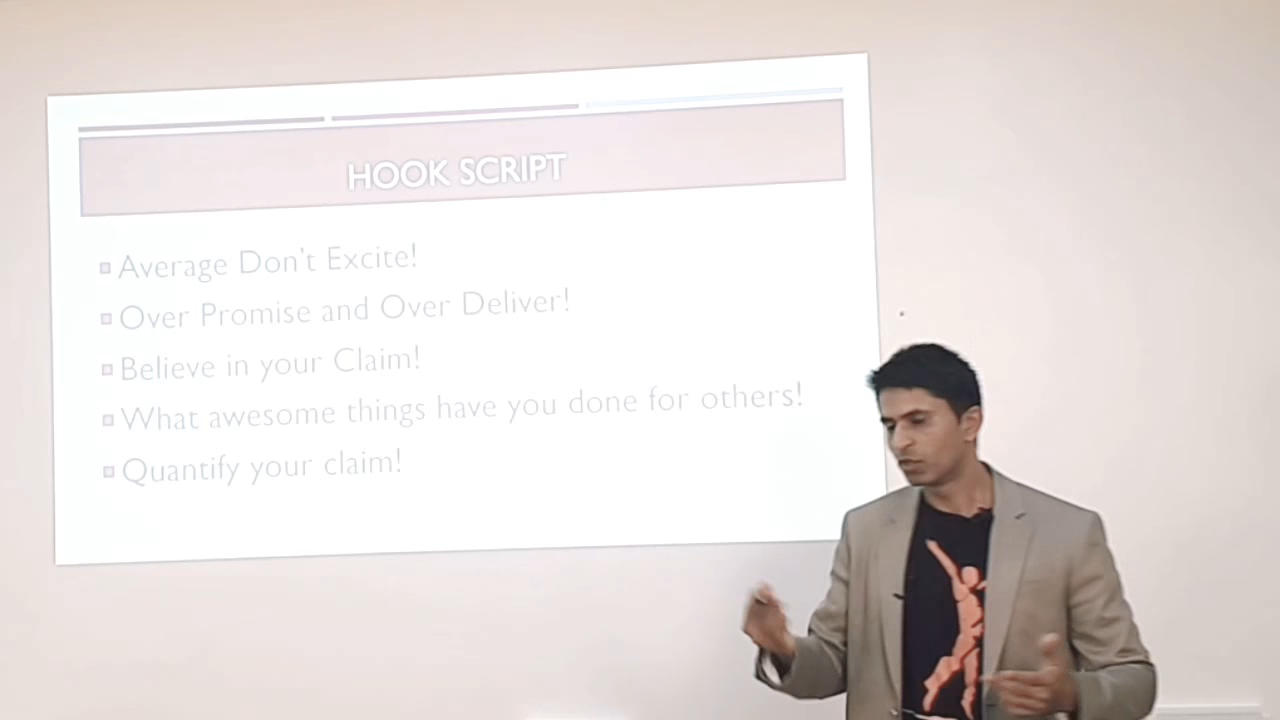 HOOK SCRIPT
Average Don't Excite!
Over Promise and Over Deliver!
Believe in your Claim!
What awesome things have you done for others!
Quantify your claim!